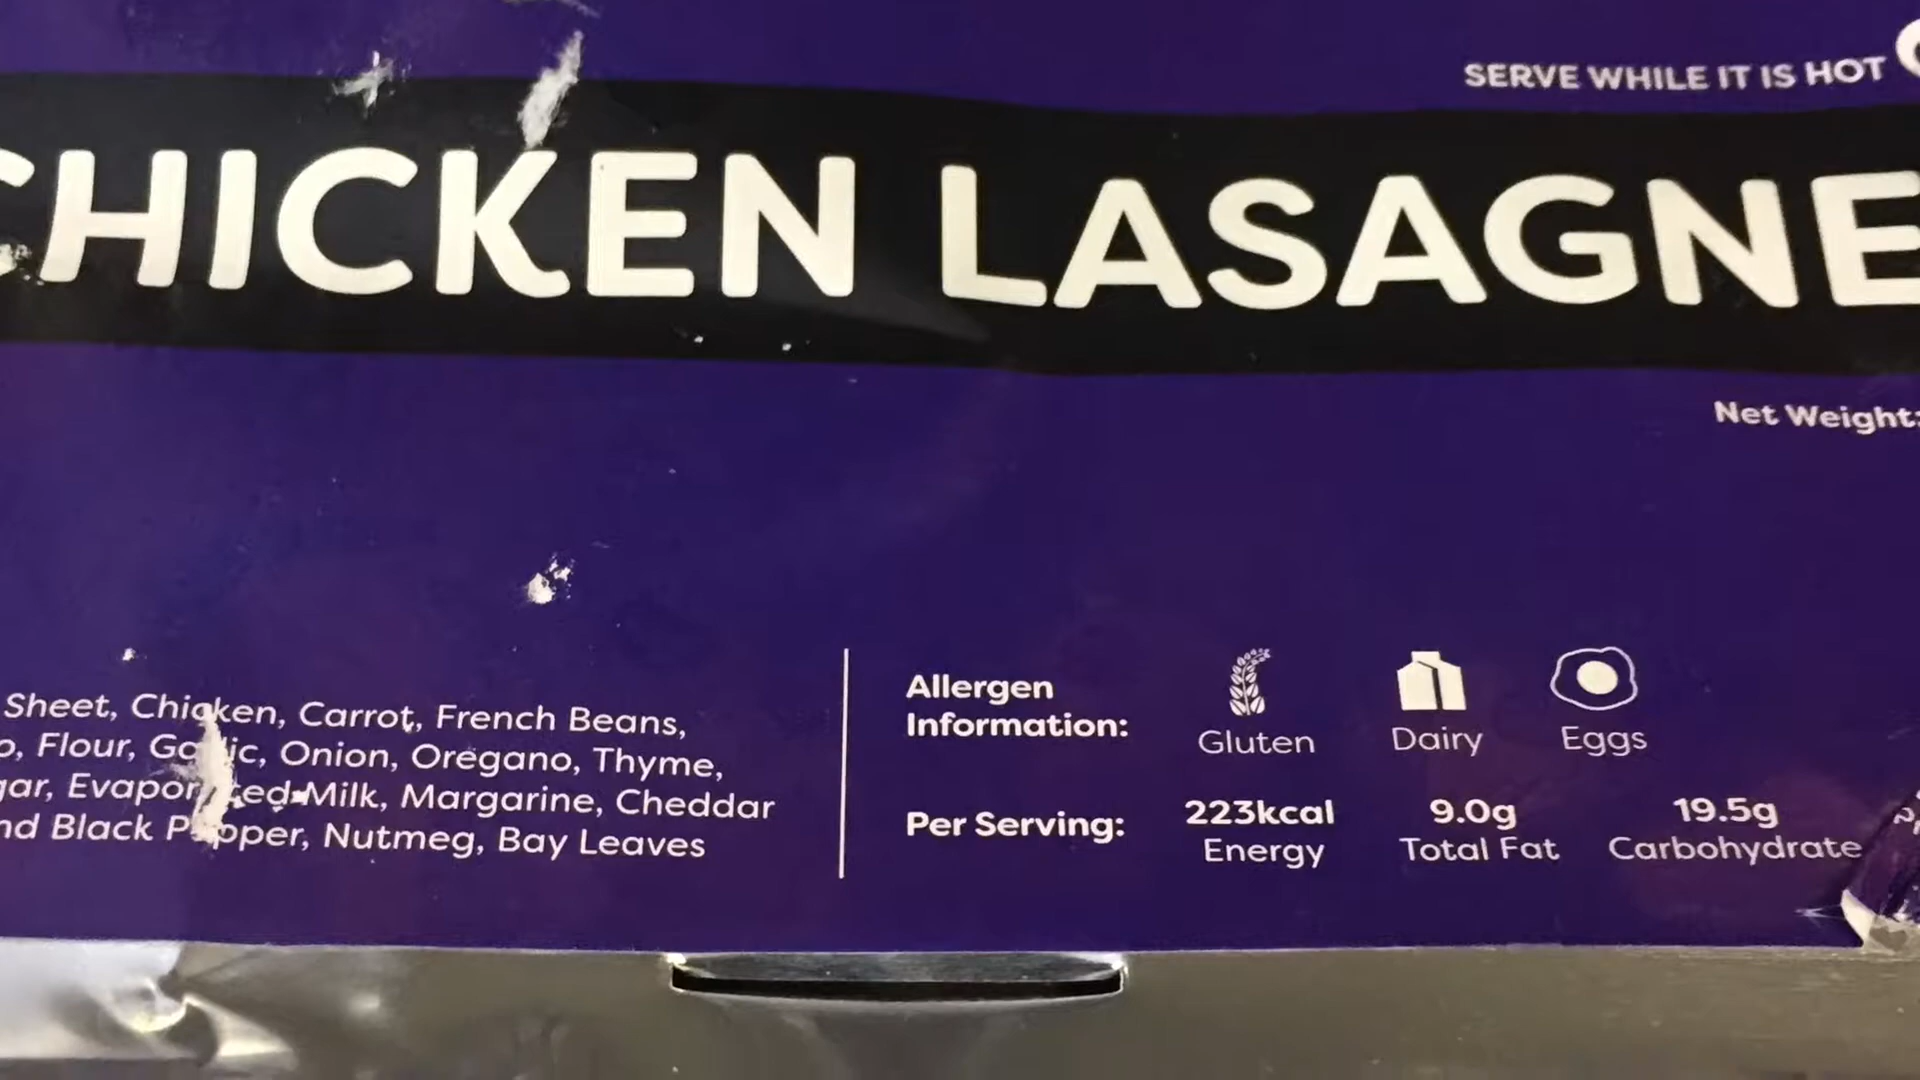 SERVE WHILE IT IS HOT
CHICKEN LASAGNE
Net Weight:
Sheet, Chicken, Carrot, French Beans,
Flour, Garlic, Onion, Oregano, Thyme,
Evaporated Milk, Margarine, Cheddar
Black Pepper, Nutmeg, Bay Leaves
Allergen
Information:
Gluten
Dairy
Eggs
Per Serving:
223kcal
Energy
9.0g
Total Fat
19.5g
Carbohydrate